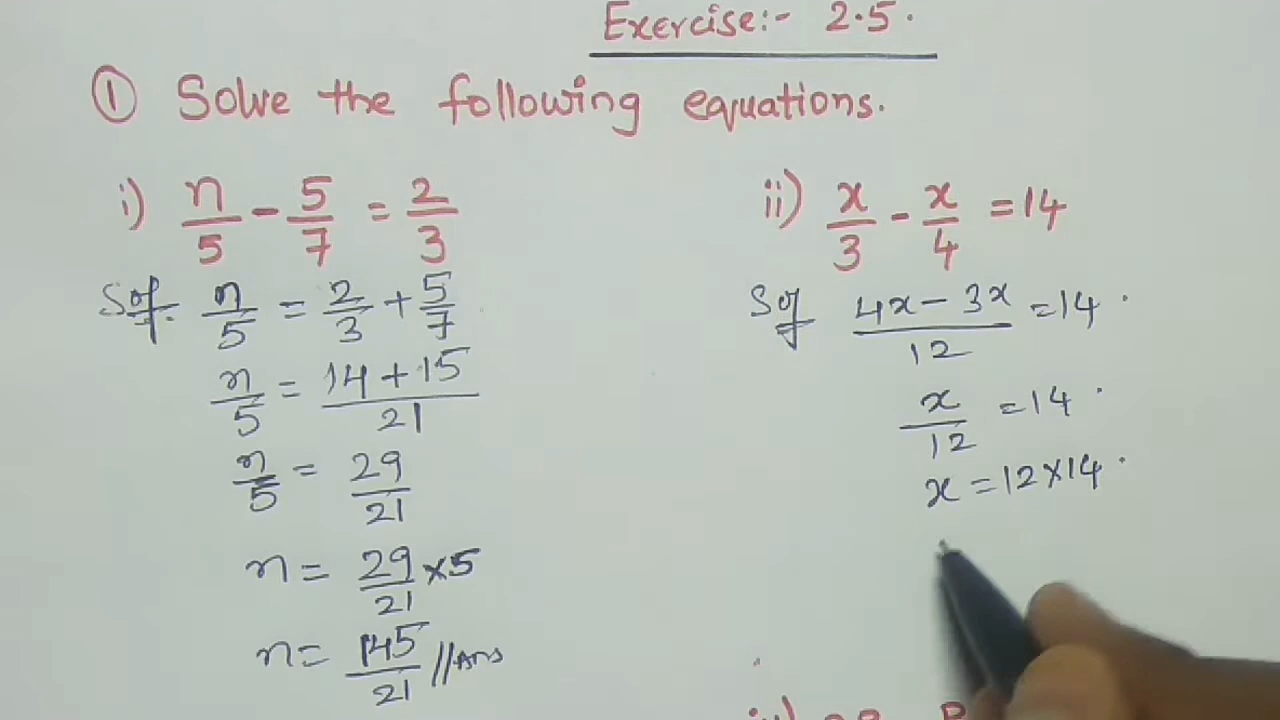 Exercise:- 2.5.
① Solve the following equations.
i) n/5 - 5/7 = 2/3
Sol. n/5 = 2/3 + 5/7
n/5 = (14 + 15)/21
n/5 = 29/21
n = 29/21 × 5
n = 145/21 // Ans
ii) x/3 - x/4 = 14
Sol (4x - 3x)/12 = 14.
x/12 = 14.
x = 12 × 14.